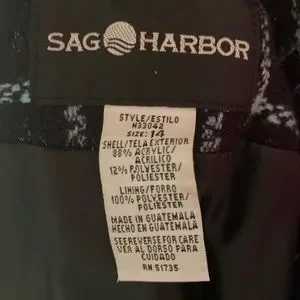 SAG HARBOR
STYLE/ESTILO
H33042
SIZE: 14
SHELL/TELA EXTERIOR
88% ACRYLIC/
ACRILICO
12% POLYESTER/
POLIESTER
LINING/FORRO
100% POLYESTER/
POLIESTER
MADE IN GUATEMALA
HECHO EN GUATEMALA
SEE REVERSE FOR CARE
VER AL DORSO PARA
CUIDADO
RN 51735